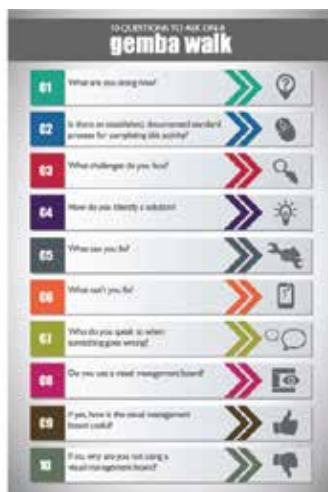 10 QUESTIONS TO ASK ON A
gemba walk
01
What are you doing now?
02
Is there an established, documented standard
process for completing this activity?
03
What challenges do you face?
04
How do you identify a solution?
05
What can you fix?
06
What can't you fix?
07
Who do you speak to when
something goes wrong?
08
Do you use a visual management board?
09
If yes, how is the visual management
board useful?
10
If no, why are you not using a
visual management board?